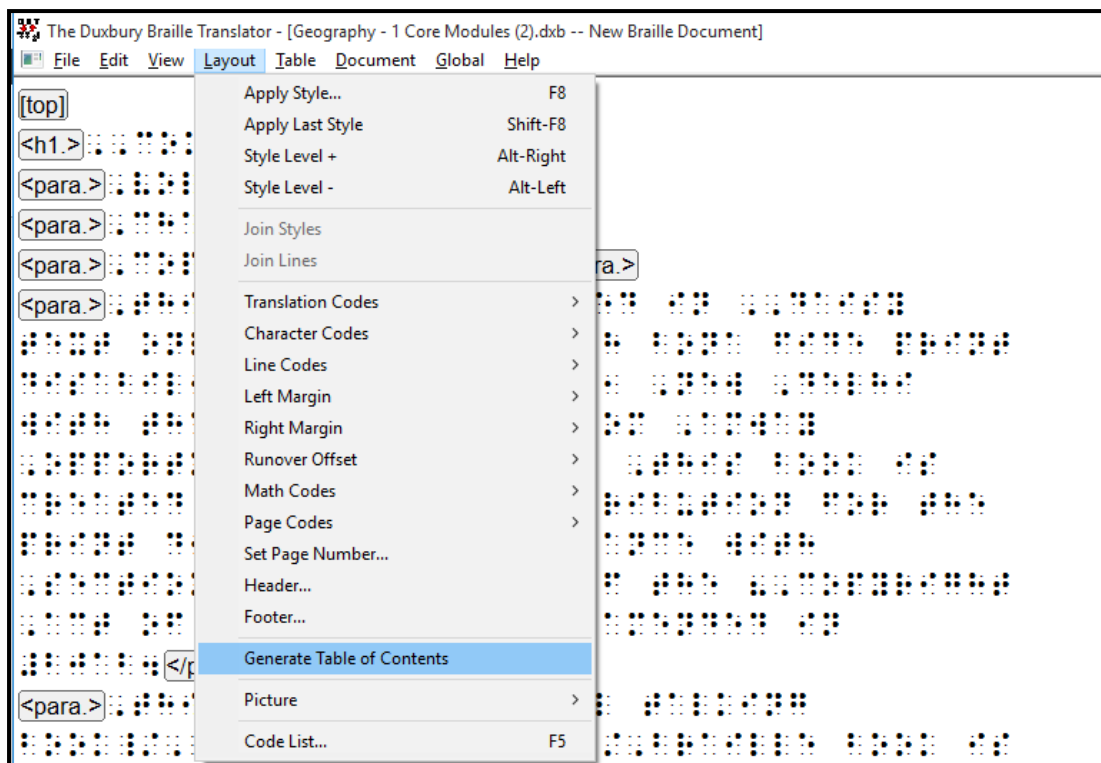 The Duxbury Braille Translator - [Geography - 1 Core Modules (2).dxb -- New Braille Document]
File Edit View Layout Table Document Global Help
Apply Style... F8
Apply Last Style Shift-F8
Style Level + Alt-Right
Style Level - Alt-Left
Join Styles
Join Lines
Translation Codes
Character Codes
Line Codes
Left Margin
Right Margin
Runover Offset
Math Codes
Page Codes
Set Page Number...
Header...
Footer...
Generate Table of Contents
Picture
Code List... F5
[top]
<h1.>
<para.>
<para.>
<para.> ra.>
<para.> ⠊⠝ ⠠⠠⠙⠁⠊⠎⠽
⠞⠑⠭⠞ ⠃⠕⠝⠁ ⠋⠊⠙⠑ ⠏⠗⠊⠝⠞
⠠⠝⠑⠺ ⠠⠙⠑⠇⠓⠊
⠺⠊⠞⠓ ⠠⠁⠍⠺⠁⠽
⠠⠞⠓⠊⠎ ⠃⠕⠕⠅ ⠊⠎
⠉⠗⠑⠁⠞⠑⠙ ⠋⠕⠗ ⠞⠓⠑
⠏⠗⠊⠝⠞ ⠺⠊⠞⠓
⠞⠓⠑
⠠⠁⠉⠞ ⠕⠋ ⠊⠝
⠼⠃⠚⠁⠃⠲</p
<para.> ⠞⠁⠇⠅⠊⠝⠛
⠃⠕⠕⠅ ⠊⠎